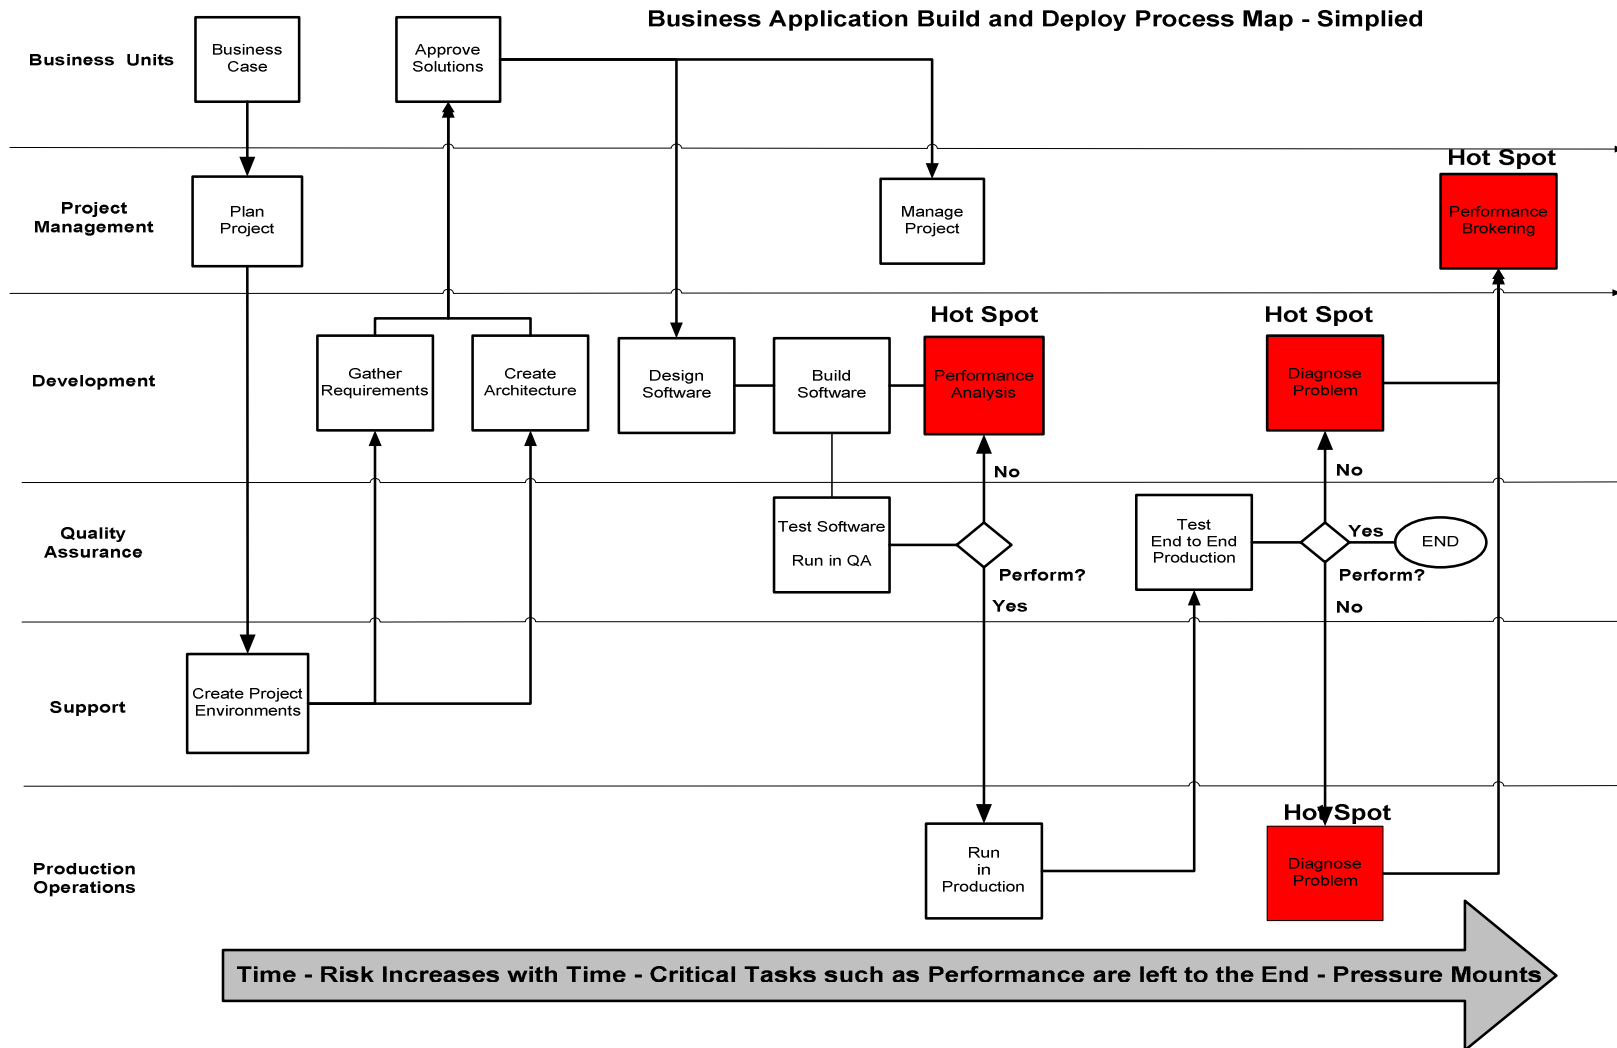 Business Application Build and Deploy Process Map - Simplied
Business Units
Business
Case
Approve
Solutions
Hot Spot
Project
Management
Plan
Project
Manage
Project
Performance
Brokering
Hot Spot
Hot Spot
Development
Gather
Requirements
Create
Architecture
Design
Software
Build
Software
Performance
Analysis
Diagnose
Problem
No
No
Quality
Assurance
Test Software
Run in QA
Perform?
Yes
Test
End to End
Production
Yes
END
Perform?
No
Support
Create Project
Environments
Hot Spot
Production
Operations
Run
in
Production
Diagnose
Problem
Time - Risk Increases with Time - Critical Tasks such as Performance are left to the End - Pressure Mounts